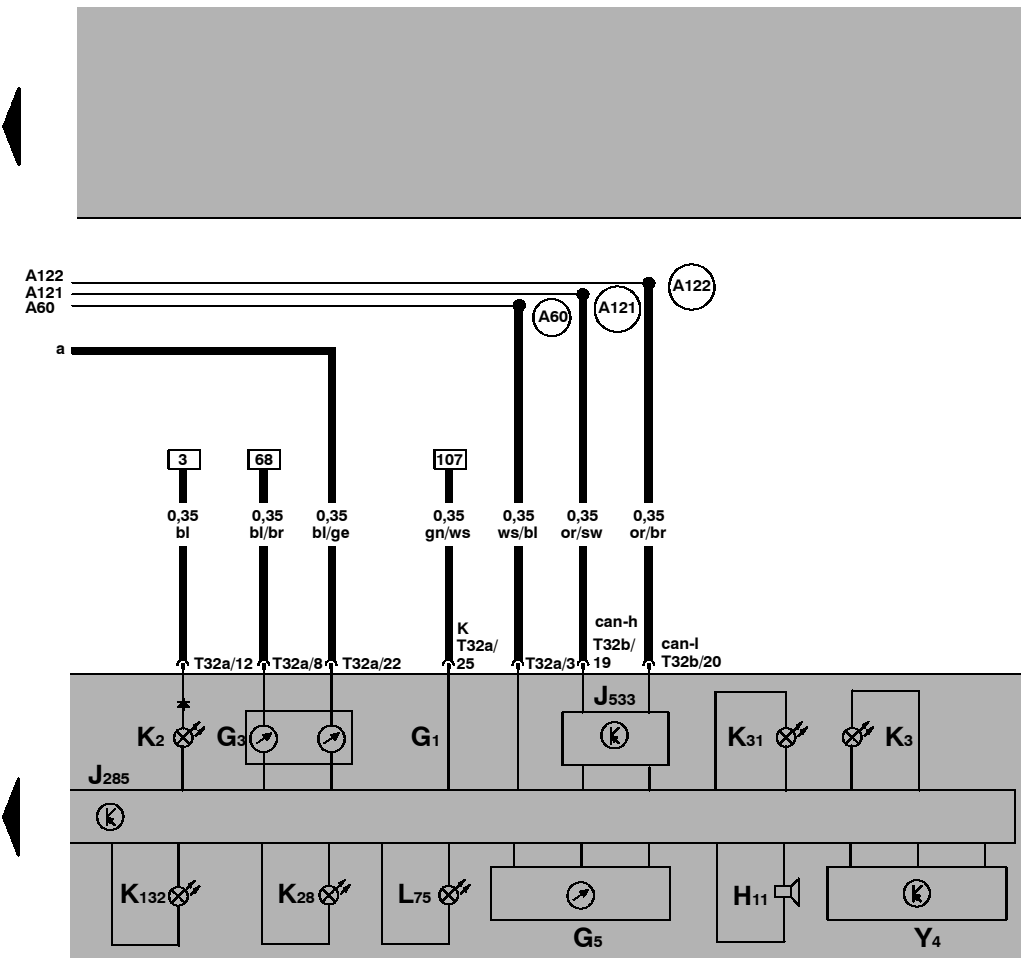 A122
A122
A121
A121
A60
A60
a
3
68
107
0,35
0,35
0,35
0,35
0,35
0,35
0,35
bl
bl/br
bl/ge
gn/ws
ws/bl
or/sw
or/br
K
T32a/
25
can-h
T32b/
19
can-l
T32b/20
T32a/12
T32a/8
T32a/22
T32a/3
J533
K2
G3
G1
K31
K3
J285
K132
K28
L75
G5
H11
Y4